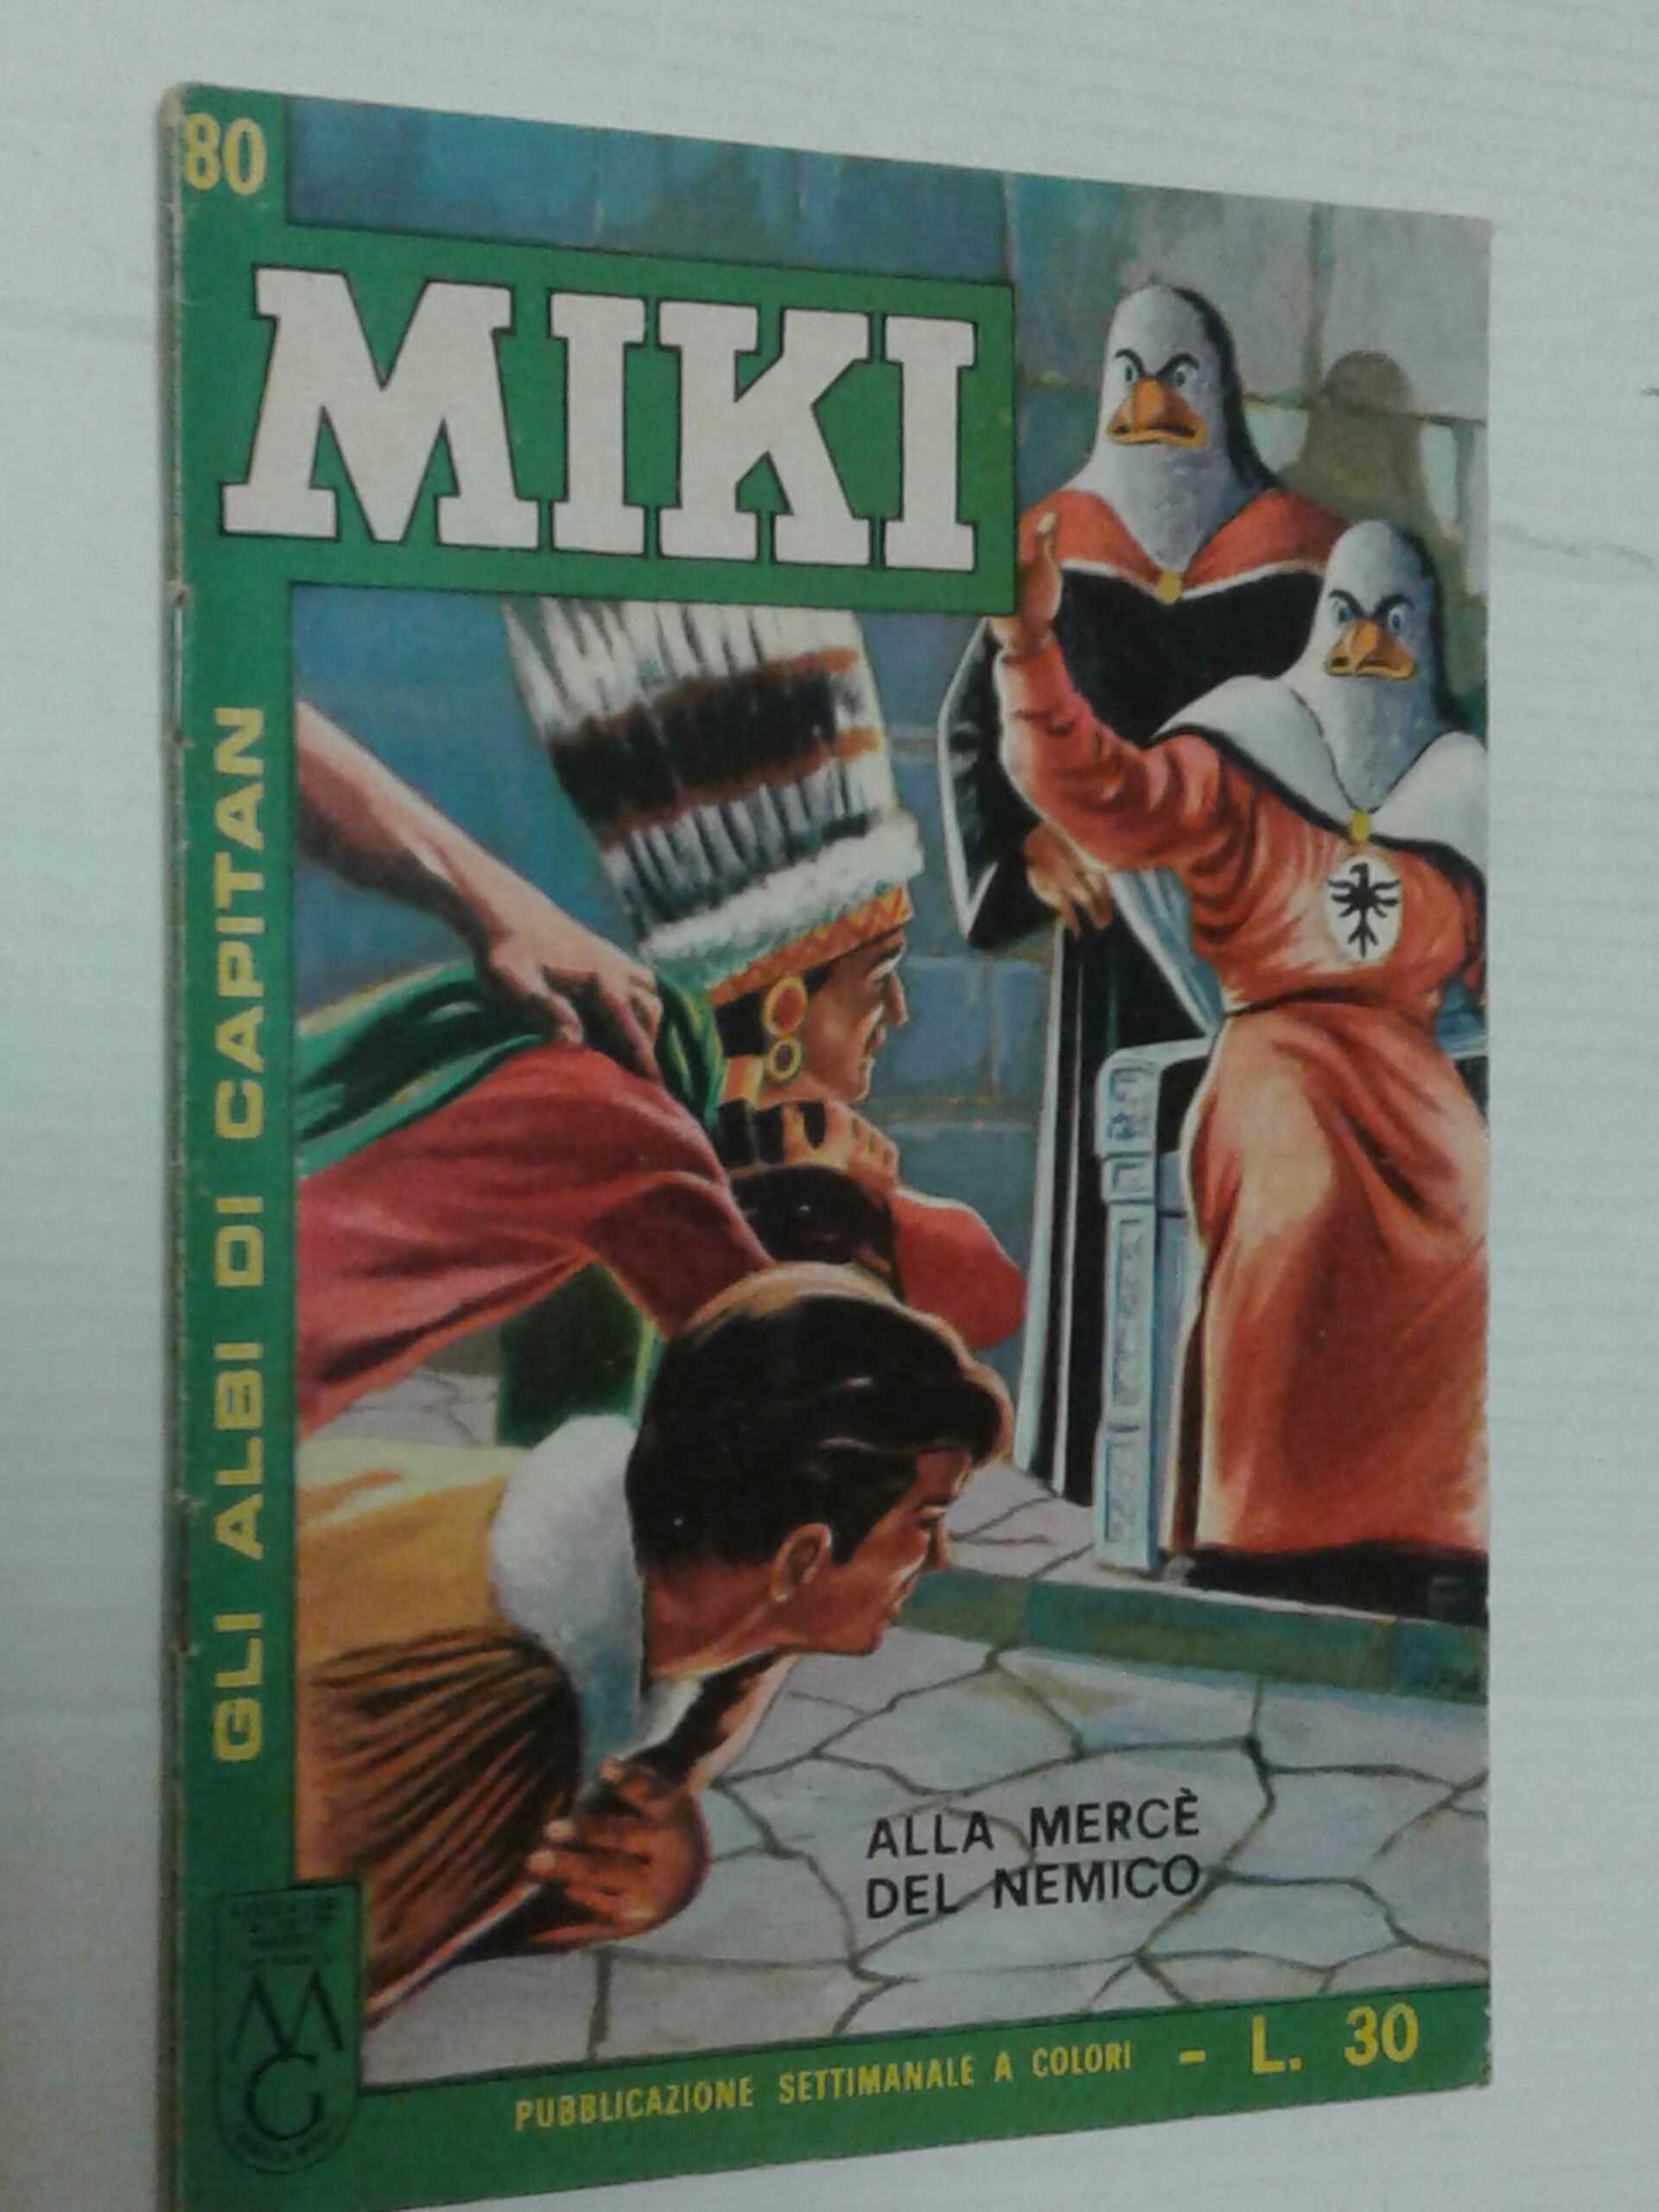 80
MIKI
GLI ALBI DI CAPITAN
ALLA MERCÈ
DEL NEMICO
MG
PUBBLICAZIONE SETTIMANALE A COLORI - L. 30